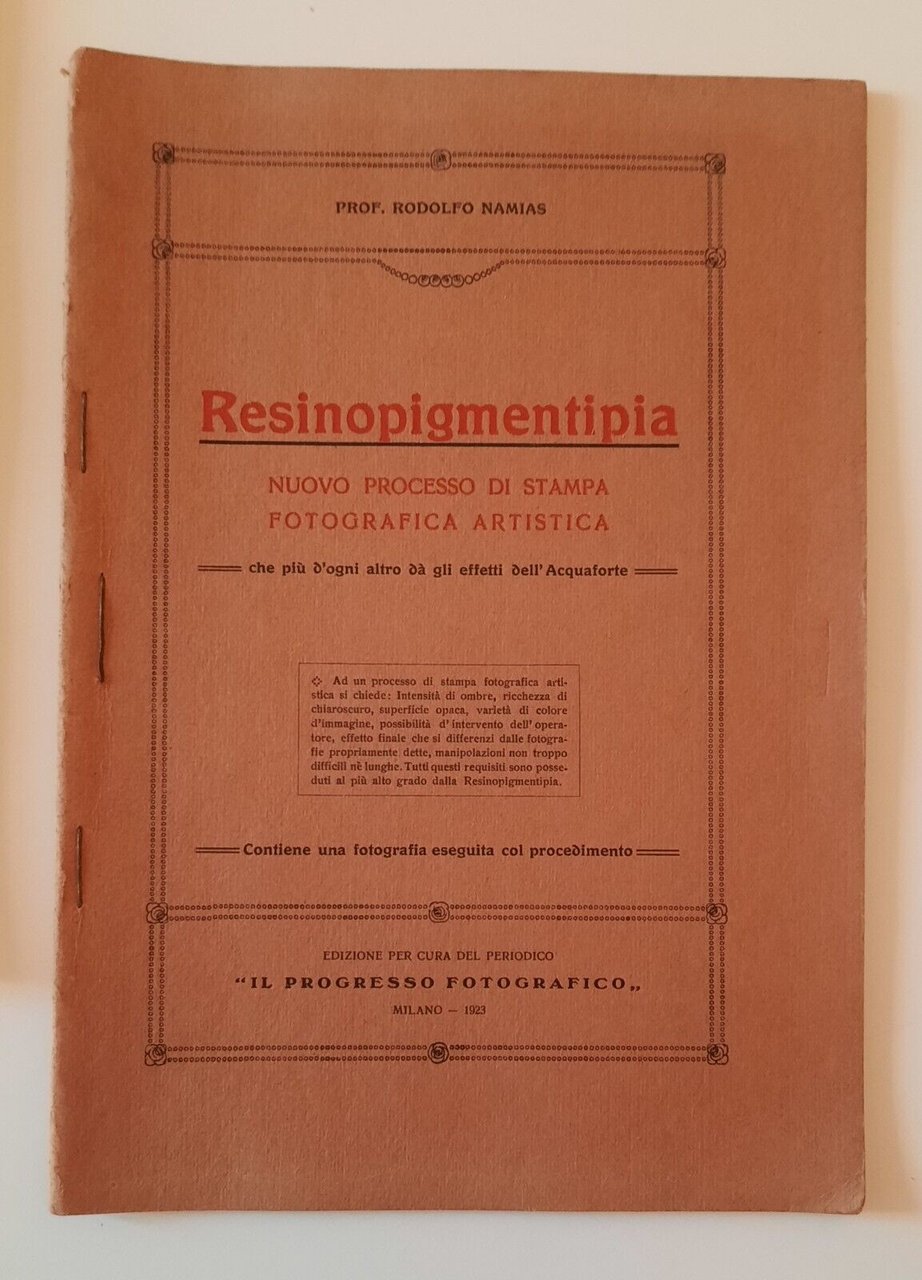 PROF. RODOLFO NAMIAS
Resinopigmentipia
NUOVO PROCESSO DI STAMPA
FOTOGRAFICA ARTISTICA
che più d'ogni altro dà gli effetti dell'Acquaforte
Ad un processo di stampa fotografica arti-
stica si chiede: Intensità di ombre, ricchezza di
chiaroscuro, superficie opaca, varietà di colore
d'immagine, possibilità d'intervento dell'opera-
tore, effetto finale che si differenzi dalle fotogra-
fie propriamente dette, manipolazioni non troppo
difficili nè lunghe. Tutti questi requisiti sono posse-
duti al più alto grado dalla Resinopigmentipia.
Contiene una fotografia eseguita col procedimento
EDIZIONE PER CURA DEL PERIODICO
“IL PROGRESSO FOTOGRAFICO„
MILANO — 1923